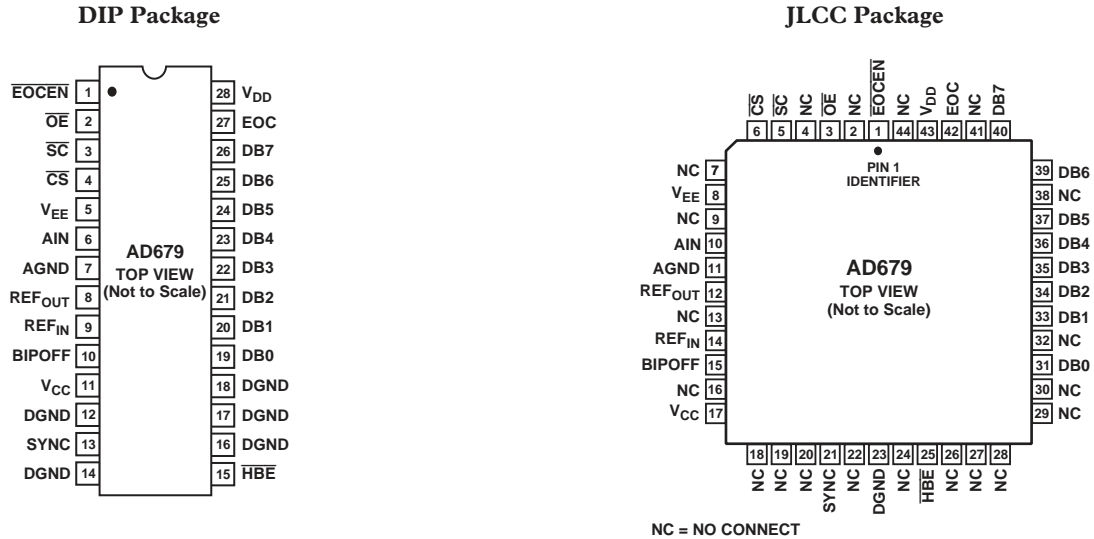 DIP Package
EOCEN 1
OE 2
SC 3
CS 4
VEE 5
AIN 6
AGND 7
REFOUT 8
REFIN 9
BIPOFF 10
VCC 11
DGND 12
SYNC 13
DGND 14
AD679
TOP VIEW
(Not to Scale)
28 VDD
27 EOC
26 DB7
25 DB6
24 DB5
23 DB4
22 DB3
21 DB2
20 DB1
19 DB0
18 DGND
17 DGND
16 DGND
15 HBE
JLCC Package
CS SC NC OE NC EOCEN NC VDD EOC NC DB7
6 5 4 3 2 1 44 43 42 41 40
PIN 1
IDENTIFIER
NC 7
VEE 8
NC 9
AIN 10
AGND 11
REFOUT 12
NC 13
REFIN 14
BIPOFF 15
NC 16
VCC 17
AD679
TOP VIEW
(Not to Scale)
39 DB6
38 NC
37 DB5
36 DB4
35 DB3
34 DB2
33 DB1
32 NC
31 DB0
30 NC
29 NC
18 19 20 21 22 23 24 25 26 27 28
NC NC NC SYNC NC DGND NC HBE NC NC NC
NC = NO CONNECT